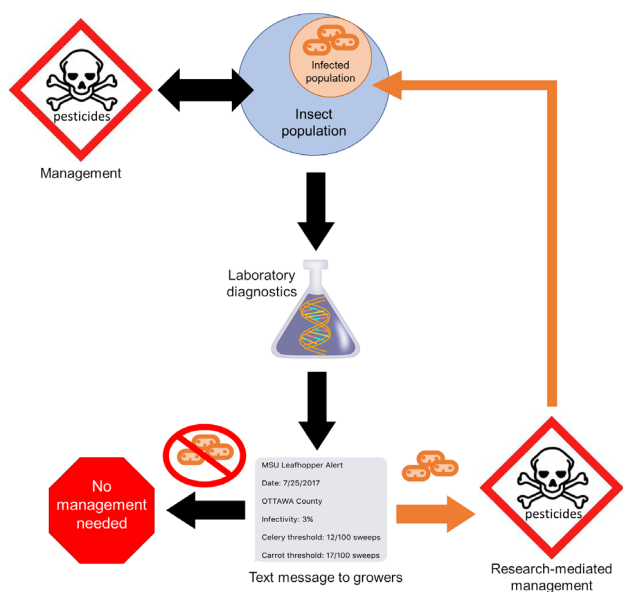 pesticides
Management
Infected
population
Insect
population
Laboratory
diagnostics
MSU Leafhopper Alert
Date: 7/25/2017
OTTAWA County
Infectivity: 3%
Celery threshold: 12/100 sweeps
Carrot threshold: 17/100 sweeps
Text message to growers
No
management
needed
pesticides
Research-mediated
management